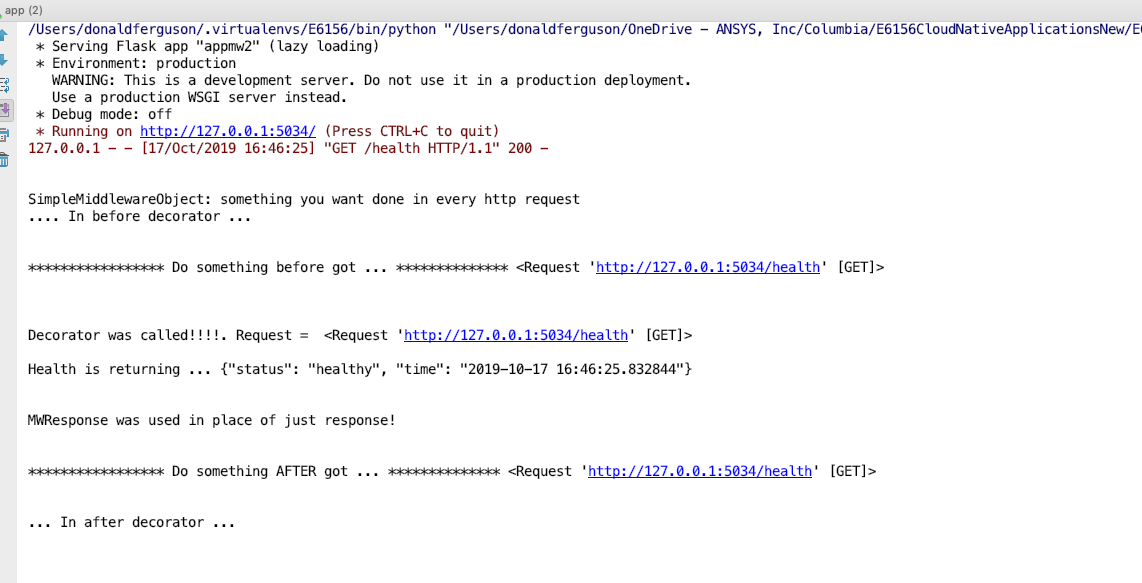 app (2)
/Users/donaldferguson/.virtualenvs/E6156/bin/python "/Users/donaldferguson/OneDrive - ANSYS, Inc/Columbia/E6156CloudNativeApplicationsNew/E
* Serving Flask app "appmw2" (lazy loading)
* Environment: production
WARNING: This is a development server. Do not use it in a production deployment.
Use a production WSGI server instead.
* Debug mode: off
* Running on http://127.0.0.1:5034/ (Press CTRL+C to quit)
127.0.0.1 - - [17/Oct/2019 16:46:25] "GET /health HTTP/1.1" 200 -
SimpleMiddlewareObject: something you want done in every http request
.... In before decorator ...
***************** Do something before got ... ************** <Request 'http://127.0.0.1:5034/health' [GET]>
Decorator was called!!!!. Request =  <Request 'http://127.0.0.1:5034/health' [GET]>
Health is returning ... {"status": "healthy", "time": "2019-10-17 16:46:25.832844"}
MWResponse was used in place of just response!
***************** Do something AFTER got ... ************** <Request 'http://127.0.0.1:5034/health' [GET]>
... In after decorator ...